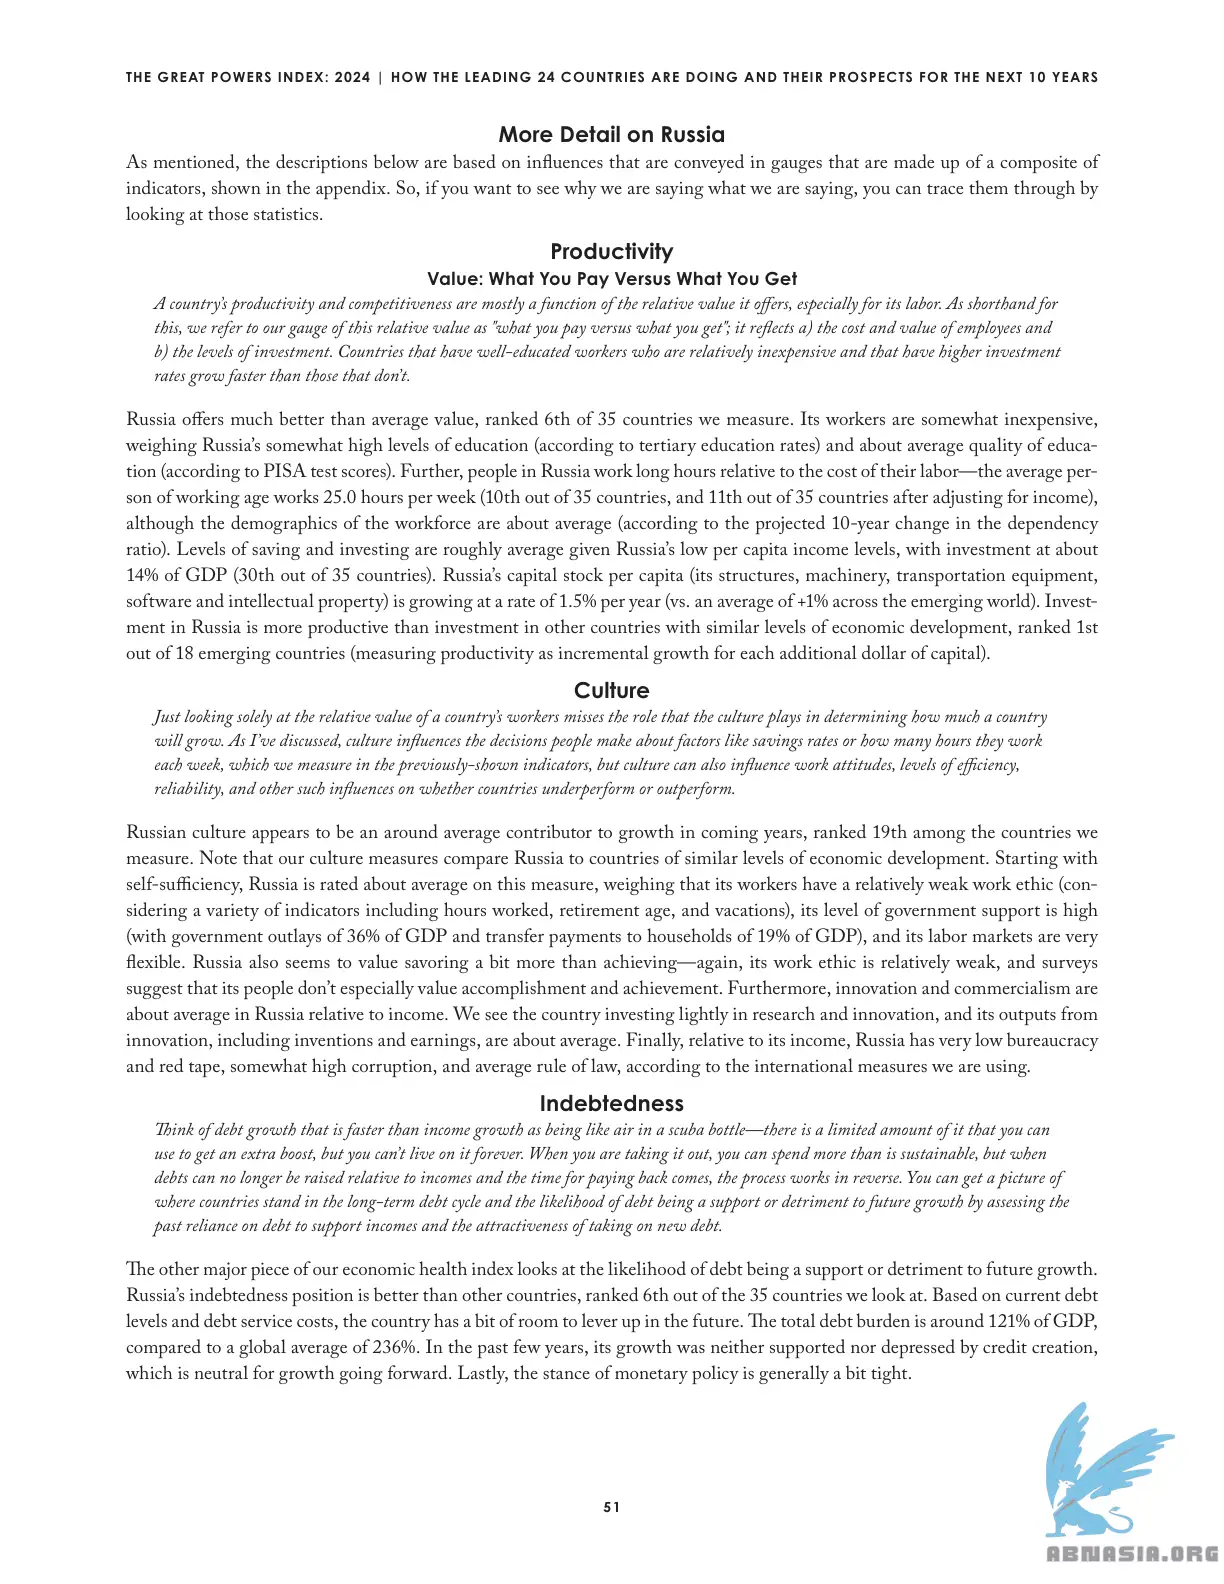 THE GREAT POWERS INDEX: 2024 | HOW THE LEADING 24 COUNTRIES ARE DOING AND THEIR PROSPECTS FOR THE NEXT 10 YEARS
More Detail on Russia
As mentioned, the descriptions below are based on influences that are conveyed in gauges that are made up of a composite of
indicators, shown in the appendix. So, if you want to see why we are saying what we are saying, you can trace them through by
looking at those statistics.
Productivity
Value: What You Pay Versus What You Get
A country's productivity and competitiveness are mostly a function of the relative value it offers, especially for its labor. As shorthand for
this, we refer to our gauge of this relative value as "what you pay versus what you get"; it reflects a) the cost and value of employees and
b) the levels of investment. Countries that have well-educated workers who are relatively inexpensive and that have higher investment
rates grow faster than those that don't.
Russia offers much better than average value, ranked 6th of 35 countries we measure. Its workers are somewhat inexpensive,
weighing Russia's somewhat high levels of education (according to tertiary education rates) and about average quality of educa-
tion (according to PISA test scores). Further, people in Russia work long hours relative to the cost of their labor—the average per-
son of working age works 25.0 hours per week (10th out of 35 countries, and 11th out of 35 countries after adjusting for income),
although the demographics of the workforce are about average (according to the projected 10-year change in the dependency
ratio). Levels of saving and investing are roughly average given Russia's low per capita income levels, with investment at about
14% of GDP (30th out of 35 countries). Russia's capital stock per capita (its structures, machinery, transportation equipment,
software and intellectual property) is growing at a rate of 1.5% per year (vs. an average of +1% across the emerging world). Invest-
ment in Russia is more productive than investment in other countries with similar levels of economic development, ranked 1st
out of 18 emerging countries (measuring productivity as incremental growth for each additional dollar of capital).
Culture
Just looking solely at the relative value of a country's workers misses the role that the culture plays in determining how much a country
will grow. As I've discussed, culture influences the decisions people make about factors like savings rates or how many hours they work
each week, which we measure in the previously-shown indicators, but culture can also influence work attitudes, levels of efficiency,
reliability, and other such influences on whether countries underperform or outperform.
Russian culture appears to be an around average contributor to growth in coming years, ranked 19th among the countries we
measure. Note that our culture measures compare Russia to countries of similar levels of economic development. Starting with
self-sufficiency, Russia is rated about average on this measure, weighing that its workers have a relatively weak work ethic (con-
sidering a variety of indicators including hours worked, retirement age, and vacations), its level of government support is high
(with government outlays of 36% of GDP and transfer payments to households of 19% of GDP), and its labor markets are very
flexible. Russia also seems to value savoring a bit more than achieving—again, its work ethic is relatively weak, and surveys
suggest that its people don't especially value accomplishment and achievement. Furthermore, innovation and commercialism are
about average in Russia relative to income. We see the country investing lightly in research and innovation, and its outputs from
innovation, including inventions and earnings, are about average. Finally, relative to its income, Russia has very low bureaucracy
and red tape, somewhat high corruption, and average rule of law, according to the international measures we are using.
Indebtedness
Think of debt growth that is faster than income growth as being like air in a scuba bottle—there is a limited amount of it that you can
use to get an extra boost, but you can't live on it forever. When you are taking it out, you can spend more than is sustainable, but when
debts can no longer be raised relative to incomes and the time for paying back comes, the process works in reverse. You can get a picture of
where countries stand in the long-term debt cycle and the likelihood of debt being a support or detriment to future growth by assessing the
past reliance on debt to support incomes and the attractiveness of taking on new debt.
The other major piece of our economic health index looks at the likelihood of debt being a support or detriment to future growth.
Russia's indebtedness position is better than other countries, ranked 6th out of the 35 countries we look at. Based on current debt
levels and debt service costs, the country has a bit of room to lever up in the future. The total debt burden is around 121% of GDP,
compared to a global average of 236%. In the past few years, its growth was neither supported nor depressed by credit creation,
which is neutral for growth going forward. Lastly, the stance of monetary policy is generally a bit tight.
51
ABNASIA.ORG